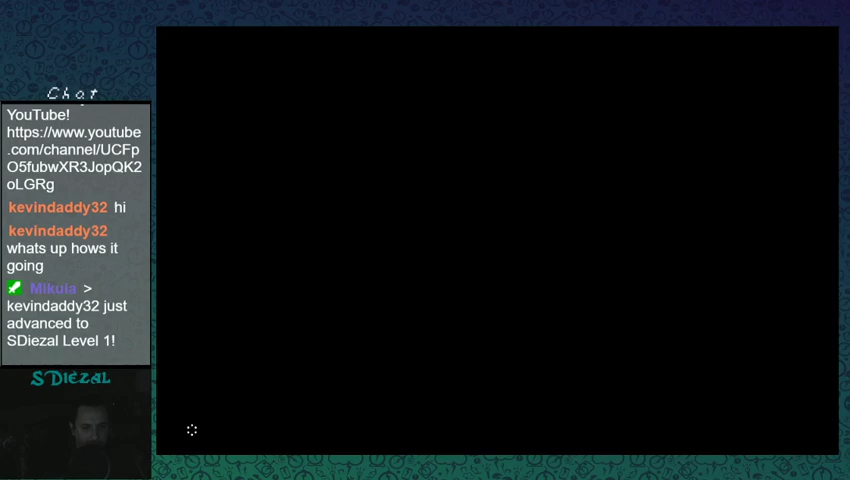 Chat
YouTube!
https://www.youtube
.com/channel/UCFp
O5fubwXR3JopQK2
oLGRg
kevindaddy32 hi
kevindaddy32
whats up hows it
going
Mikuia >
kevindaddy32 just
advanced to
SDiezal Level 1!
SDiezal